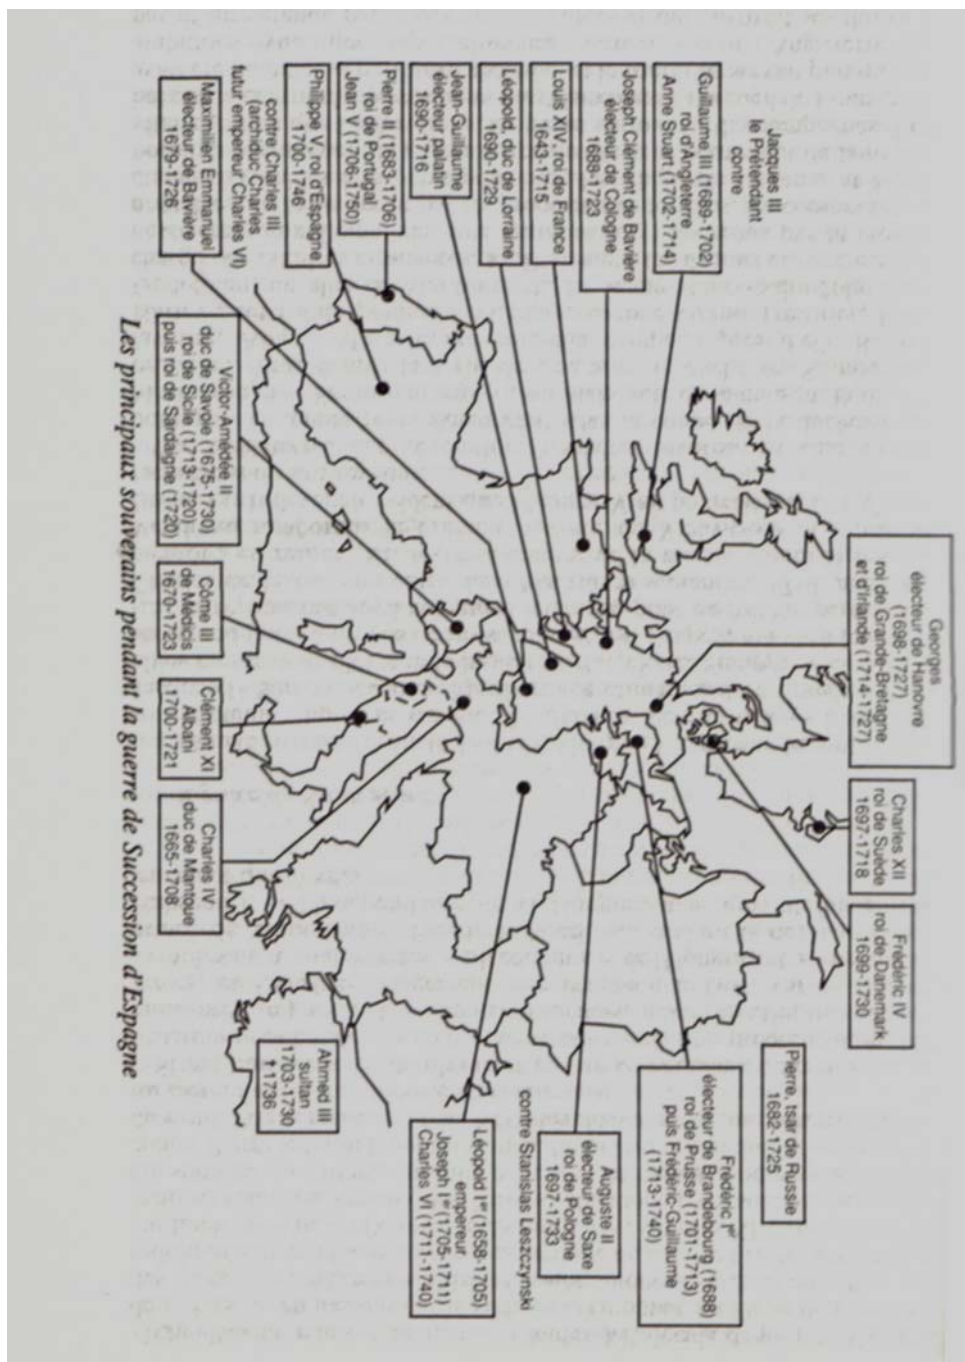 Georges
électeur de Hanovre
(1698-1727)
roi de Grande-Bretagne
et d'Irlande (1714-1727)
Charles XII
roi de Suède
1697-1718
Frédéric IV
roi de Danemark
1699-1730
Pierre, tsar de Russie
1682-1725
Jacques III
le Prétendant
contre
Guillaume III (1689-1702)
roi d'Angleterre
Anne Stuart (1702-1714)
Joseph Clément de Bavière
électeur de Cologne
1688-1723
Louis XIV, roi de France
1643-1715
Léopold, duc de Lorraine
1690-1729
Jean-Guillaume
électeur palatin
1690-1716
Pierre II (1683-1706)
roi de Portugal
Jean V (1706-1750)
Philippe V, roi d'Espagne
1700-1746
contre Charles III
(archiduc Charles
futur empereur Charles VI)
Maximilien Emmanuel
électeur de Bavière
1679-1726
Frédéric Iᵉʳ
électeur de Brandebourg (1688)
roi de Prusse (1701-1713)
puis Frédéric-Guillaume
(1713-1740)
Auguste II
électeur de Saxe
roi de Pologne
1697-1733
contre Stanislas Leszczynski
Léopold Iᵉʳ (1658-1705)
empereur
Joseph Iᵉʳ (1705-1711)
Charles VI (1711-1740)
Victor-Amédée II
duc de Savoie (1675-1730)
roi de Sicile (1713-1720)
puis roi de Sardaigne (1720)
Côme III
de Médicis
1670-1723
Clément XI
Albani
1700-1721
Charles IV
duc de Mantoue
1665-1708
Ahmed III
sultan
1703-1730
†1736
Les principaux souverains pendant la guerre de Succession d'Espagne